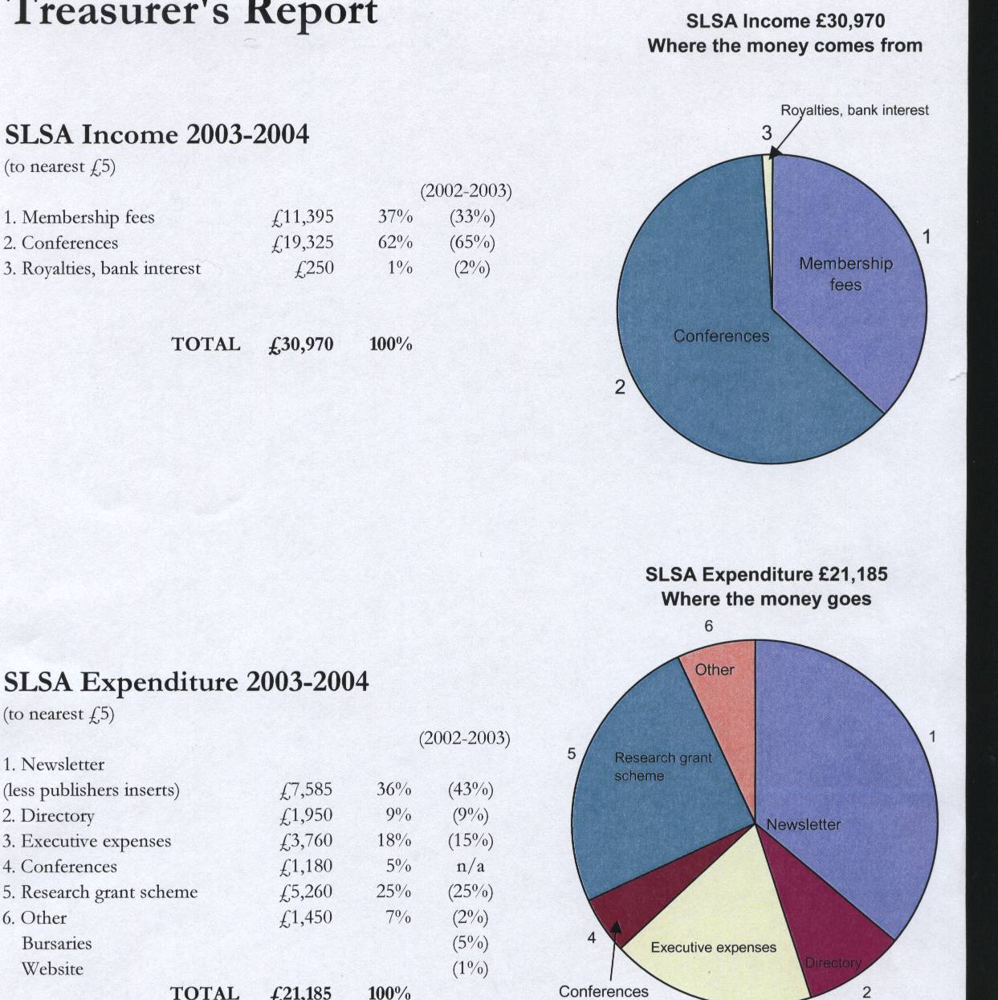 Treasurer's Report
SLSA Income 2003-2004
(to nearest £5)
(2002-2003)
1. Membership fees £11,395 37% (33%)
2. Conferences £19,325 62% (65%)
3. Royalties, bank interest £250 1% (2%)
TOTAL £30,970 100%
SLSA Income £30,970
Where the money comes from
Royalties, bank interest
3
1
Membership
fees
Conferences
2
SLSA Expenditure 2003-2004
(to nearest £5)
(2002-2003)
1. Newsletter
(less publishers inserts) £7,585 36% (43%)
2. Directory £1,950 9% (9%)
3. Executive expenses £3,760 18% (15%)
4. Conferences £1,180 5% n/a
5. Research grant scheme £5,260 25% (25%)
6. Other £1,450 7% (2%)
Bursaries (5%)
Website (1%)
TOTAL £21,185 100%
SLSA Expenditure £21,185
Where the money goes
6
Other
1
5
Research grant
scheme
Newsletter
4
Executive expenses
Directory
Conferences
2